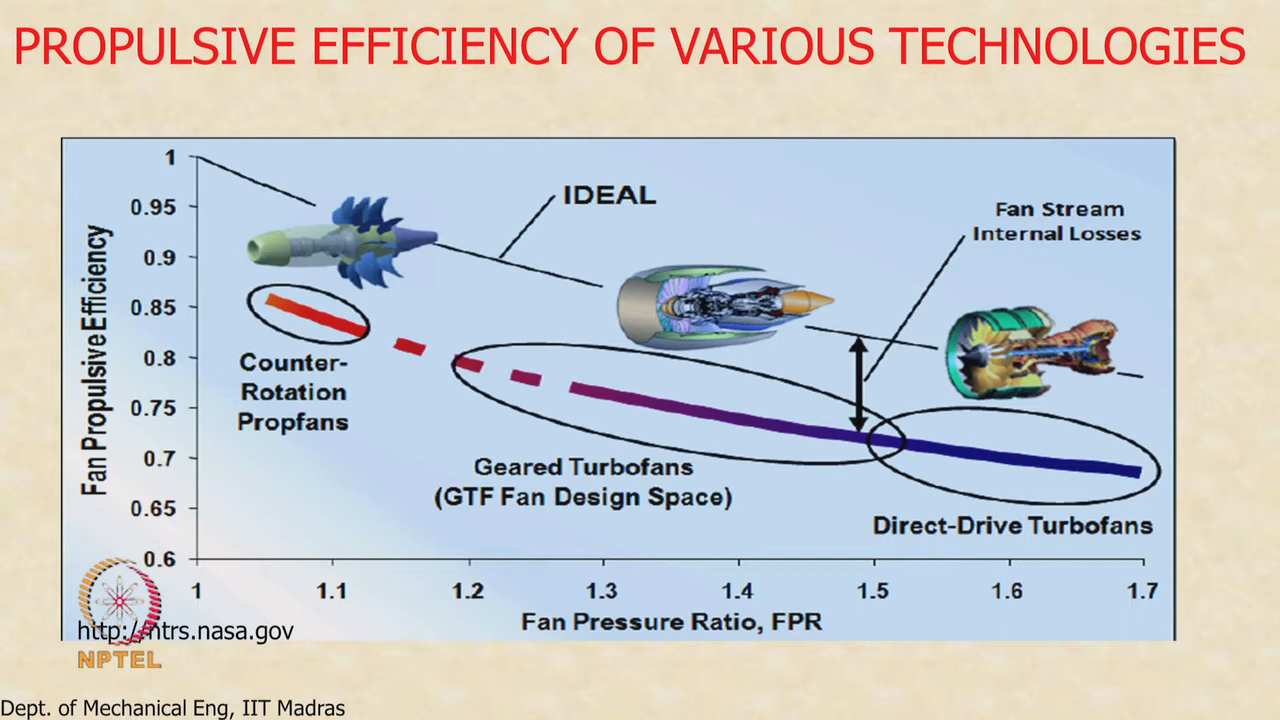 PROPULSIVE EFFICIENCY OF VARIOUS TECHNOLOGIES
Fan Propulsive Efficiency
1
0.95
0.9
0.85
0.8
0.75
0.7
0.65
0.6
IDEAL
Fan Stream
Internal Losses
Counter-
Rotation
Propfans
Geared Turbofans
(GTF Fan Design Space)
Direct-Drive Turbofans
1 1.1 1.2 1.3 1.4 1.5 1.6 1.7
Fan Pressure Ratio, FPR
http://ntrs.nasa.gov
NPTEL
Dept. of Mechanical Eng, IIT Madras